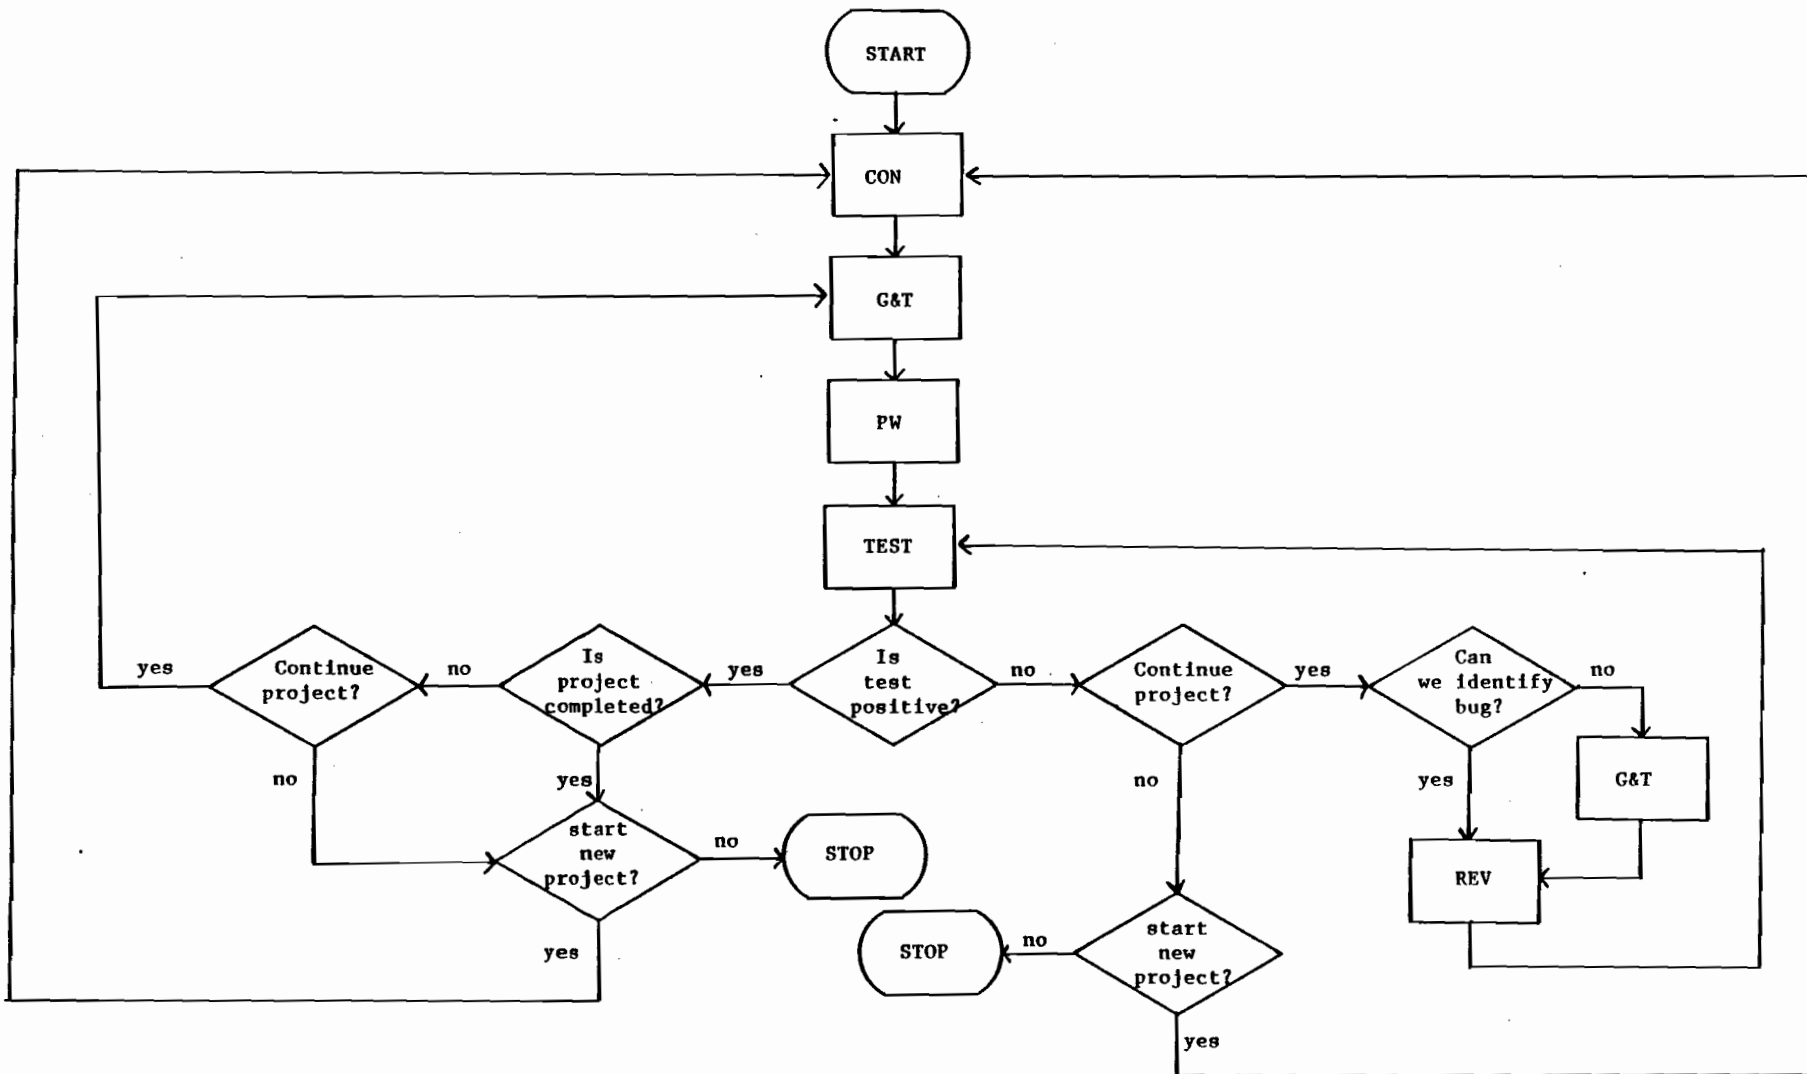 START
CON
G&T
PW
TEST
yes
Continue
project?
no
Is
project
completed?
yes
Is
test
positive?
no
Continue
project?
yes
Can
we identify
bug?
no
no
yes
no
yes
G&T
start
new
project?
no
STOP
REV
yes
STOP
no
start
new
project?
yes